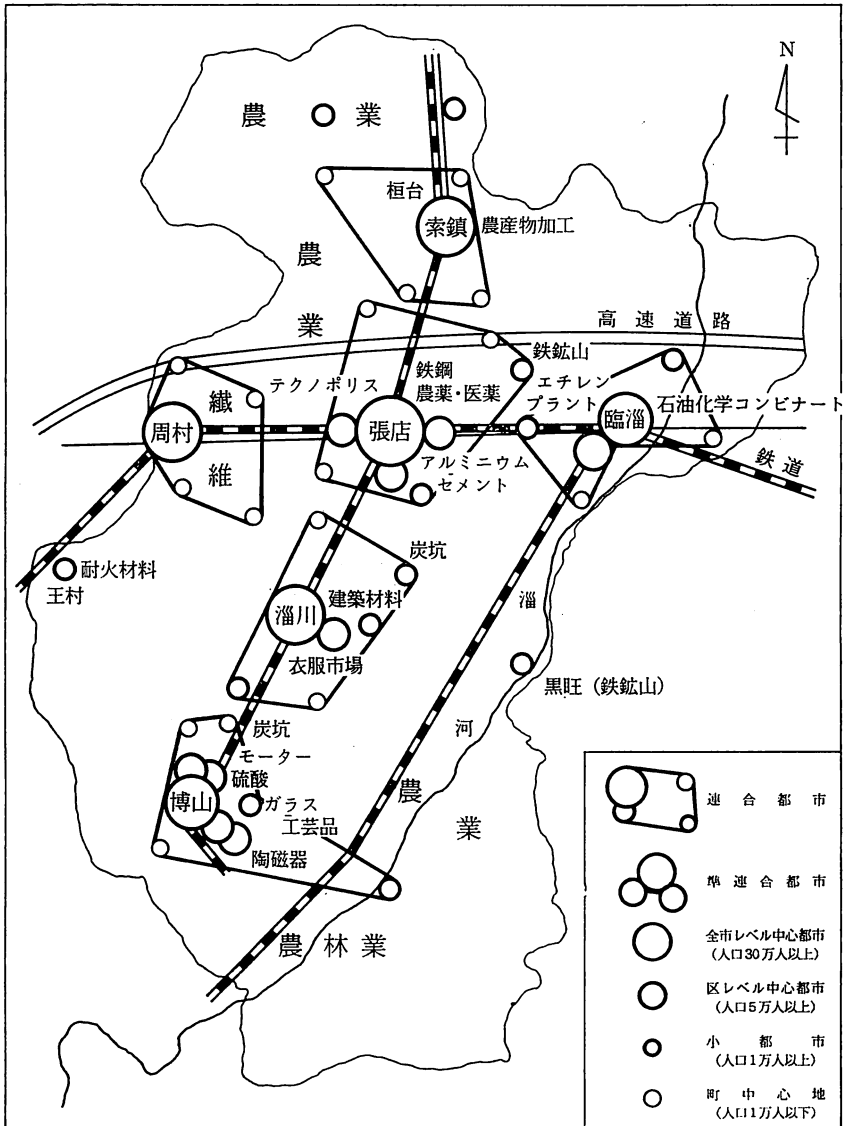 N
農 業
桓台
索鎮
農産物加工
農
業
高速道路
鉄鉱山
鉄鋼
テクノポリス
農薬・医薬
エチレン
プラント
繊
維
周村
張店
臨淄
石油化学コンビナート
アルミニウム
セメント
鉄道
炭坑
耐火材料
王村
建築材料
淄川
衣服市場
淄
河
黒旺（鉄鉱山）
炭坑
モーター
硫酸
博山
ガラス
工芸品
陶磁器
農
業
農林業
連合都市
準連合都市
全市レベル中心都市
（人口30万人以上）
区レベル中心都市
（人口5万人以上）
小都市
（人口1万人以上）
町中心地
（人口1万人以下）